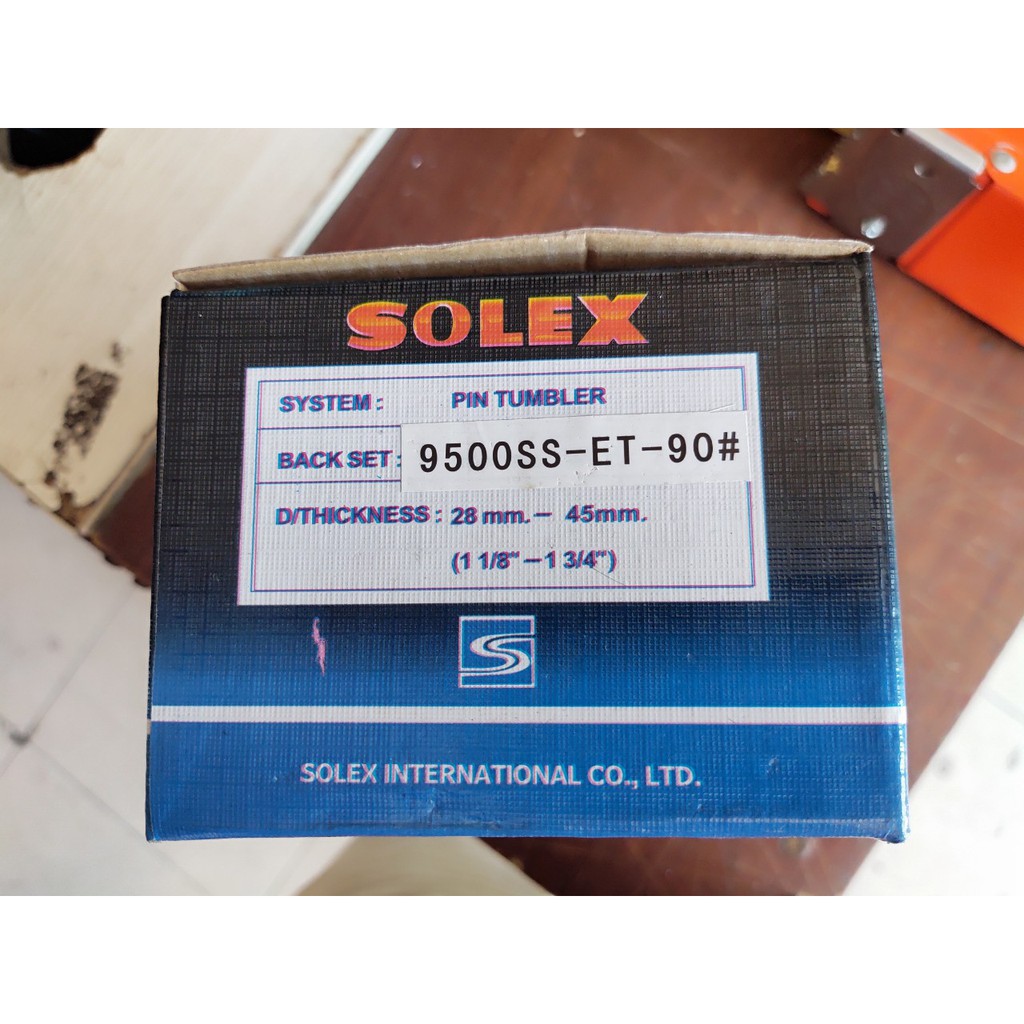 SOLEX
SYSTEM : PIN TUMBLER
BACK SET : 9500SS-ET-90#
D/THICKNESS : 28 mm. – 45mm.
(1 1/8" – 1 3/4")
S
SOLEX INTERNATIONAL CO., LTD.